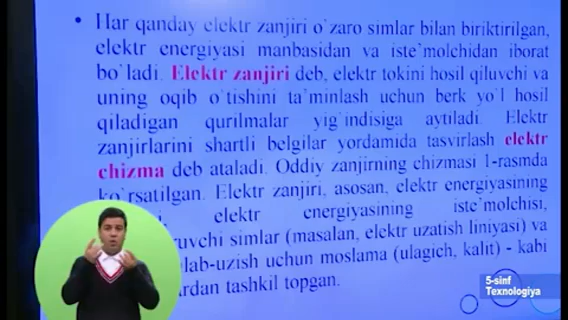 • Har qanday elektr zanjiri o`zaro simlar bilan biriktirilgan,
elektr energiyasi manbasidan va iste`molchidan iborat
bo`ladi. Elektr zanjiri deb, elektr tokini hosil qiluvchi va
uning oqib o`tishini ta’minlash uchun berk yo`l hosil
qiladigan qurilmalar yig`indisiga aytiladi. Elektr
zanjirlarini shartli belgilar yordamida tasvirlash elektr
chizma deb ataladi. Oddiy zanjirning chizmasi 1-rasmda
ko`rsatilgan. Elektr zanjiri, asosan, elektr energiyasining
elektr energiyasining iste`molchisi,
simlar (masalan, elektr uzatish liniyasi) va
uchun moslama (ulagich, kalit) - kabi
tashkil topgan.
5-sinf
Texnologiya